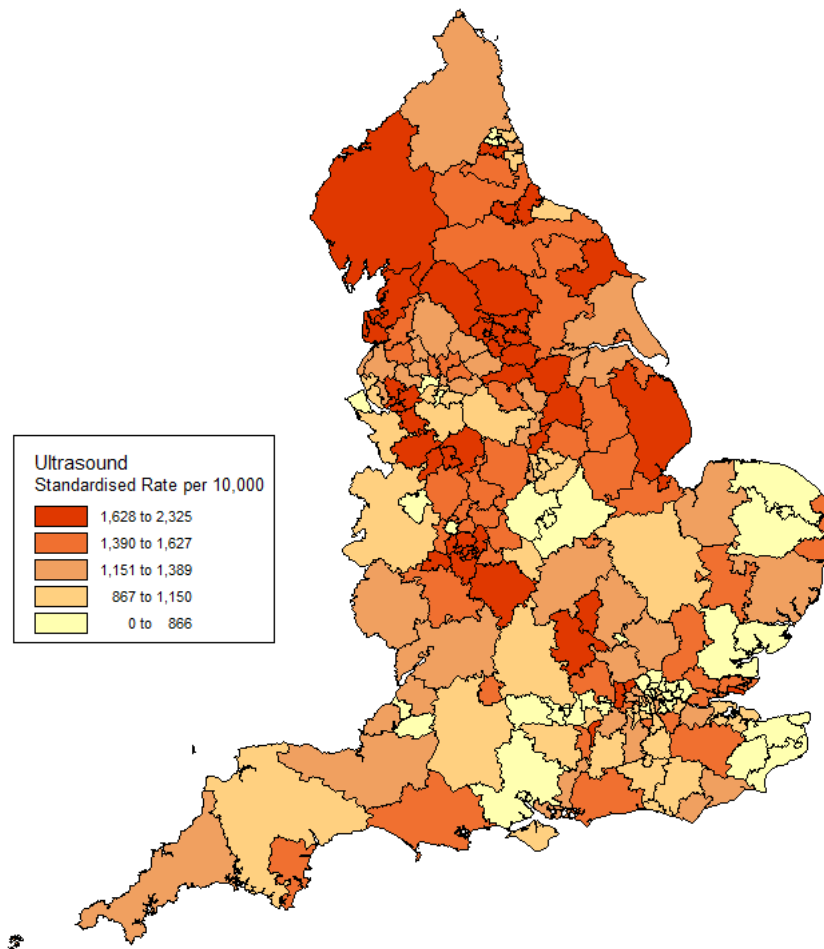 Ultrasound
Standardised Rate per 10,000
1,628 to 2,325
1,390 to 1,627
1,151 to 1,389
867 to 1,150
0 to 866